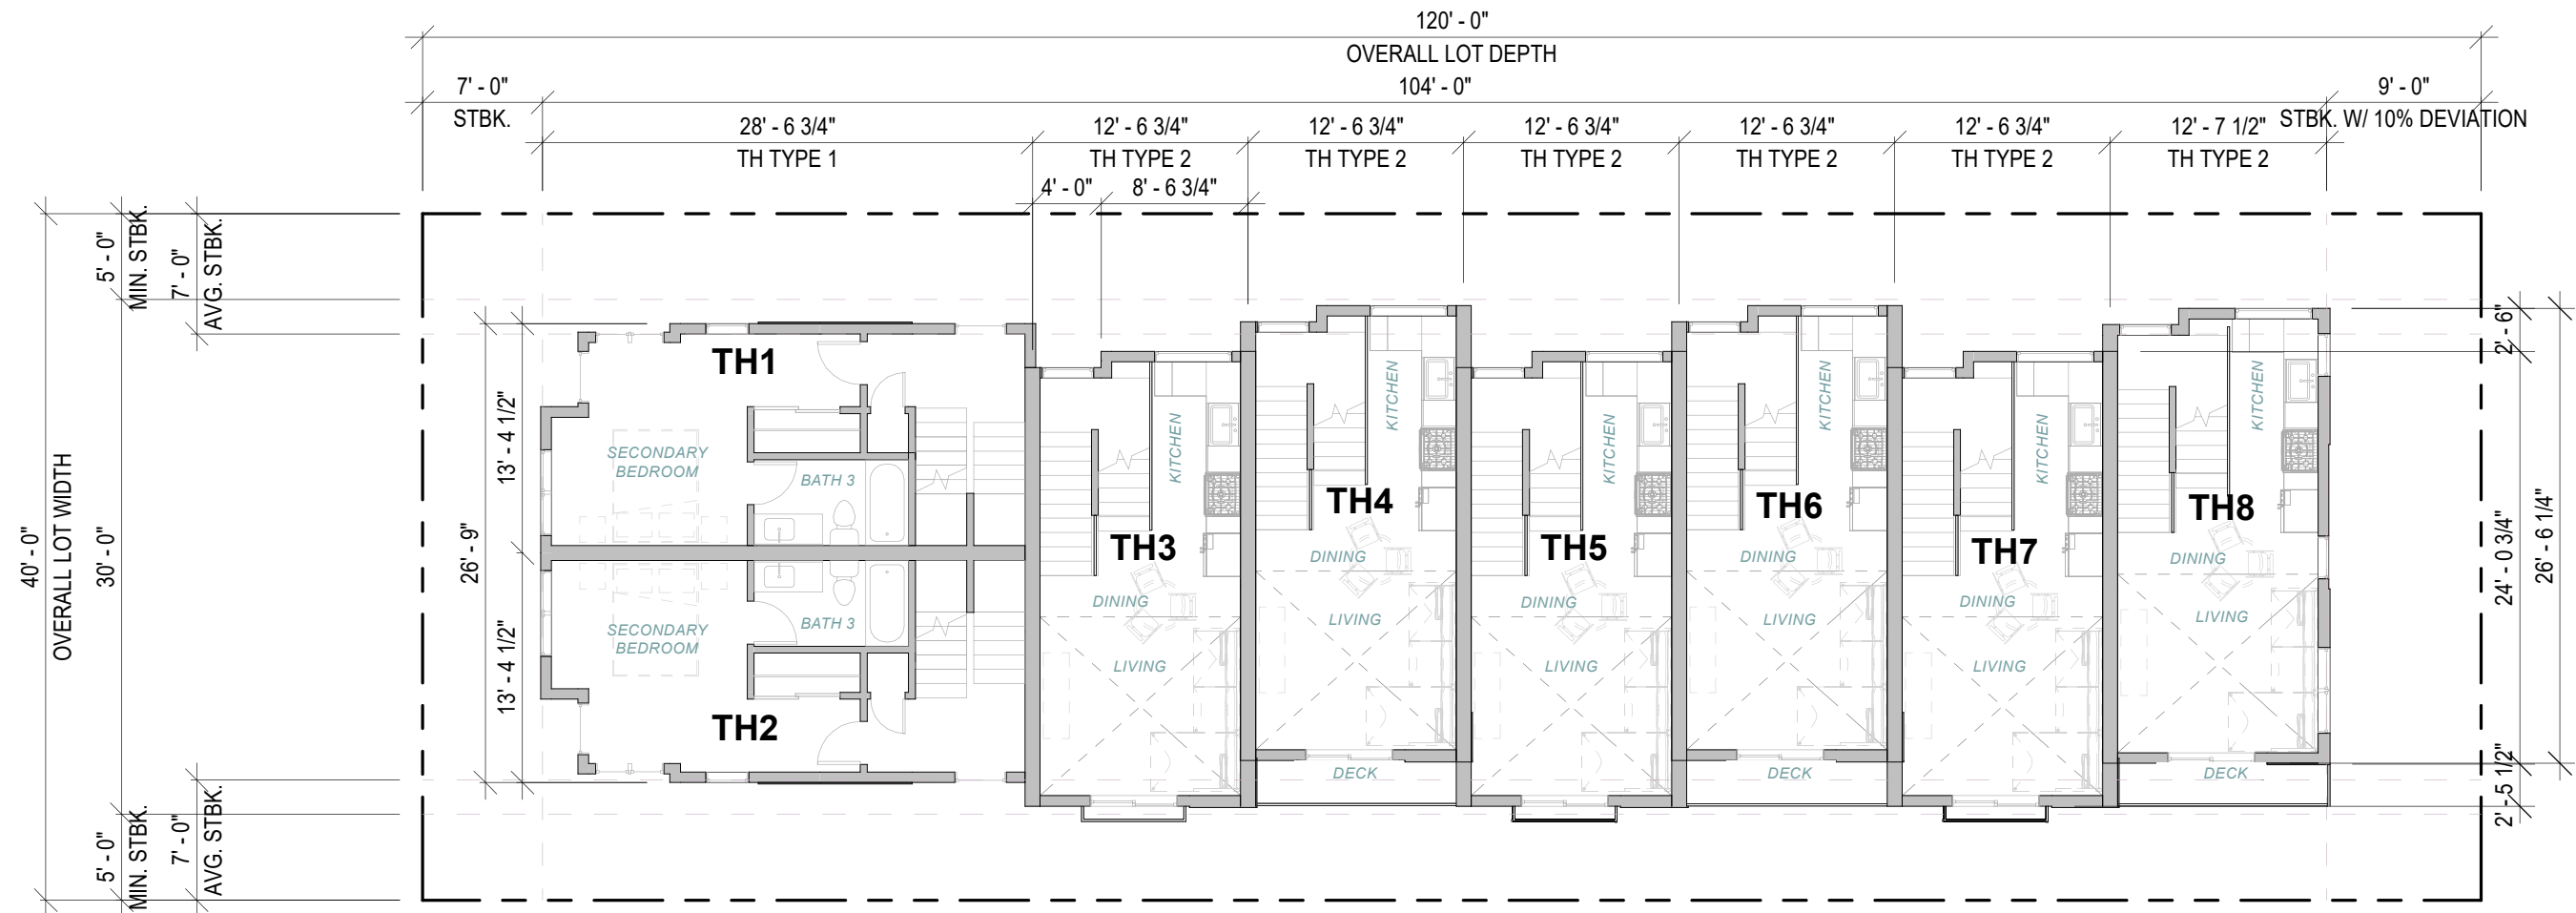 120' - 0"
OVERALL LOT DEPTH
7' - 0"
104' - 0"
9' - 0"
STBK.
STBK. W/ 10% DEVIATION
28' - 6 3/4"
12' - 6 3/4"
12' - 6 3/4"
12' - 6 3/4"
12' - 6 3/4"
12' - 6 3/4"
12' - 7 1/2"
TH TYPE 1
TH TYPE 2
TH TYPE 2
TH TYPE 2
TH TYPE 2
TH TYPE 2
TH TYPE 2
4' - 0"
8' - 6 3/4"
5' - 0"
MIN. STBK.
7' - 0"
AVG. STBK.
40' - 0"
OVERALL LOT WIDTH
30' - 0"
26' - 9"
13' - 4 1/2"
13' - 4 1/2"
5' - 0"
MIN. STBK.
7' - 0"
AVG. STBK.
TH1
SECONDARY
BEDROOM
BATH 3
SECONDARY
BEDROOM
BATH 3
TH2
KITCHEN
TH3
DINING
LIVING
KITCHEN
TH4
DINING
LIVING
DECK
KITCHEN
TH5
DINING
LIVING
KITCHEN
TH6
DINING
LIVING
DECK
KITCHEN
TH7
DINING
LIVING
KITCHEN
TH8
DINING
LIVING
DECK
2' - 6"
24' - 0 3/4"
26' - 6 1/4"
2' - 5 1/2"